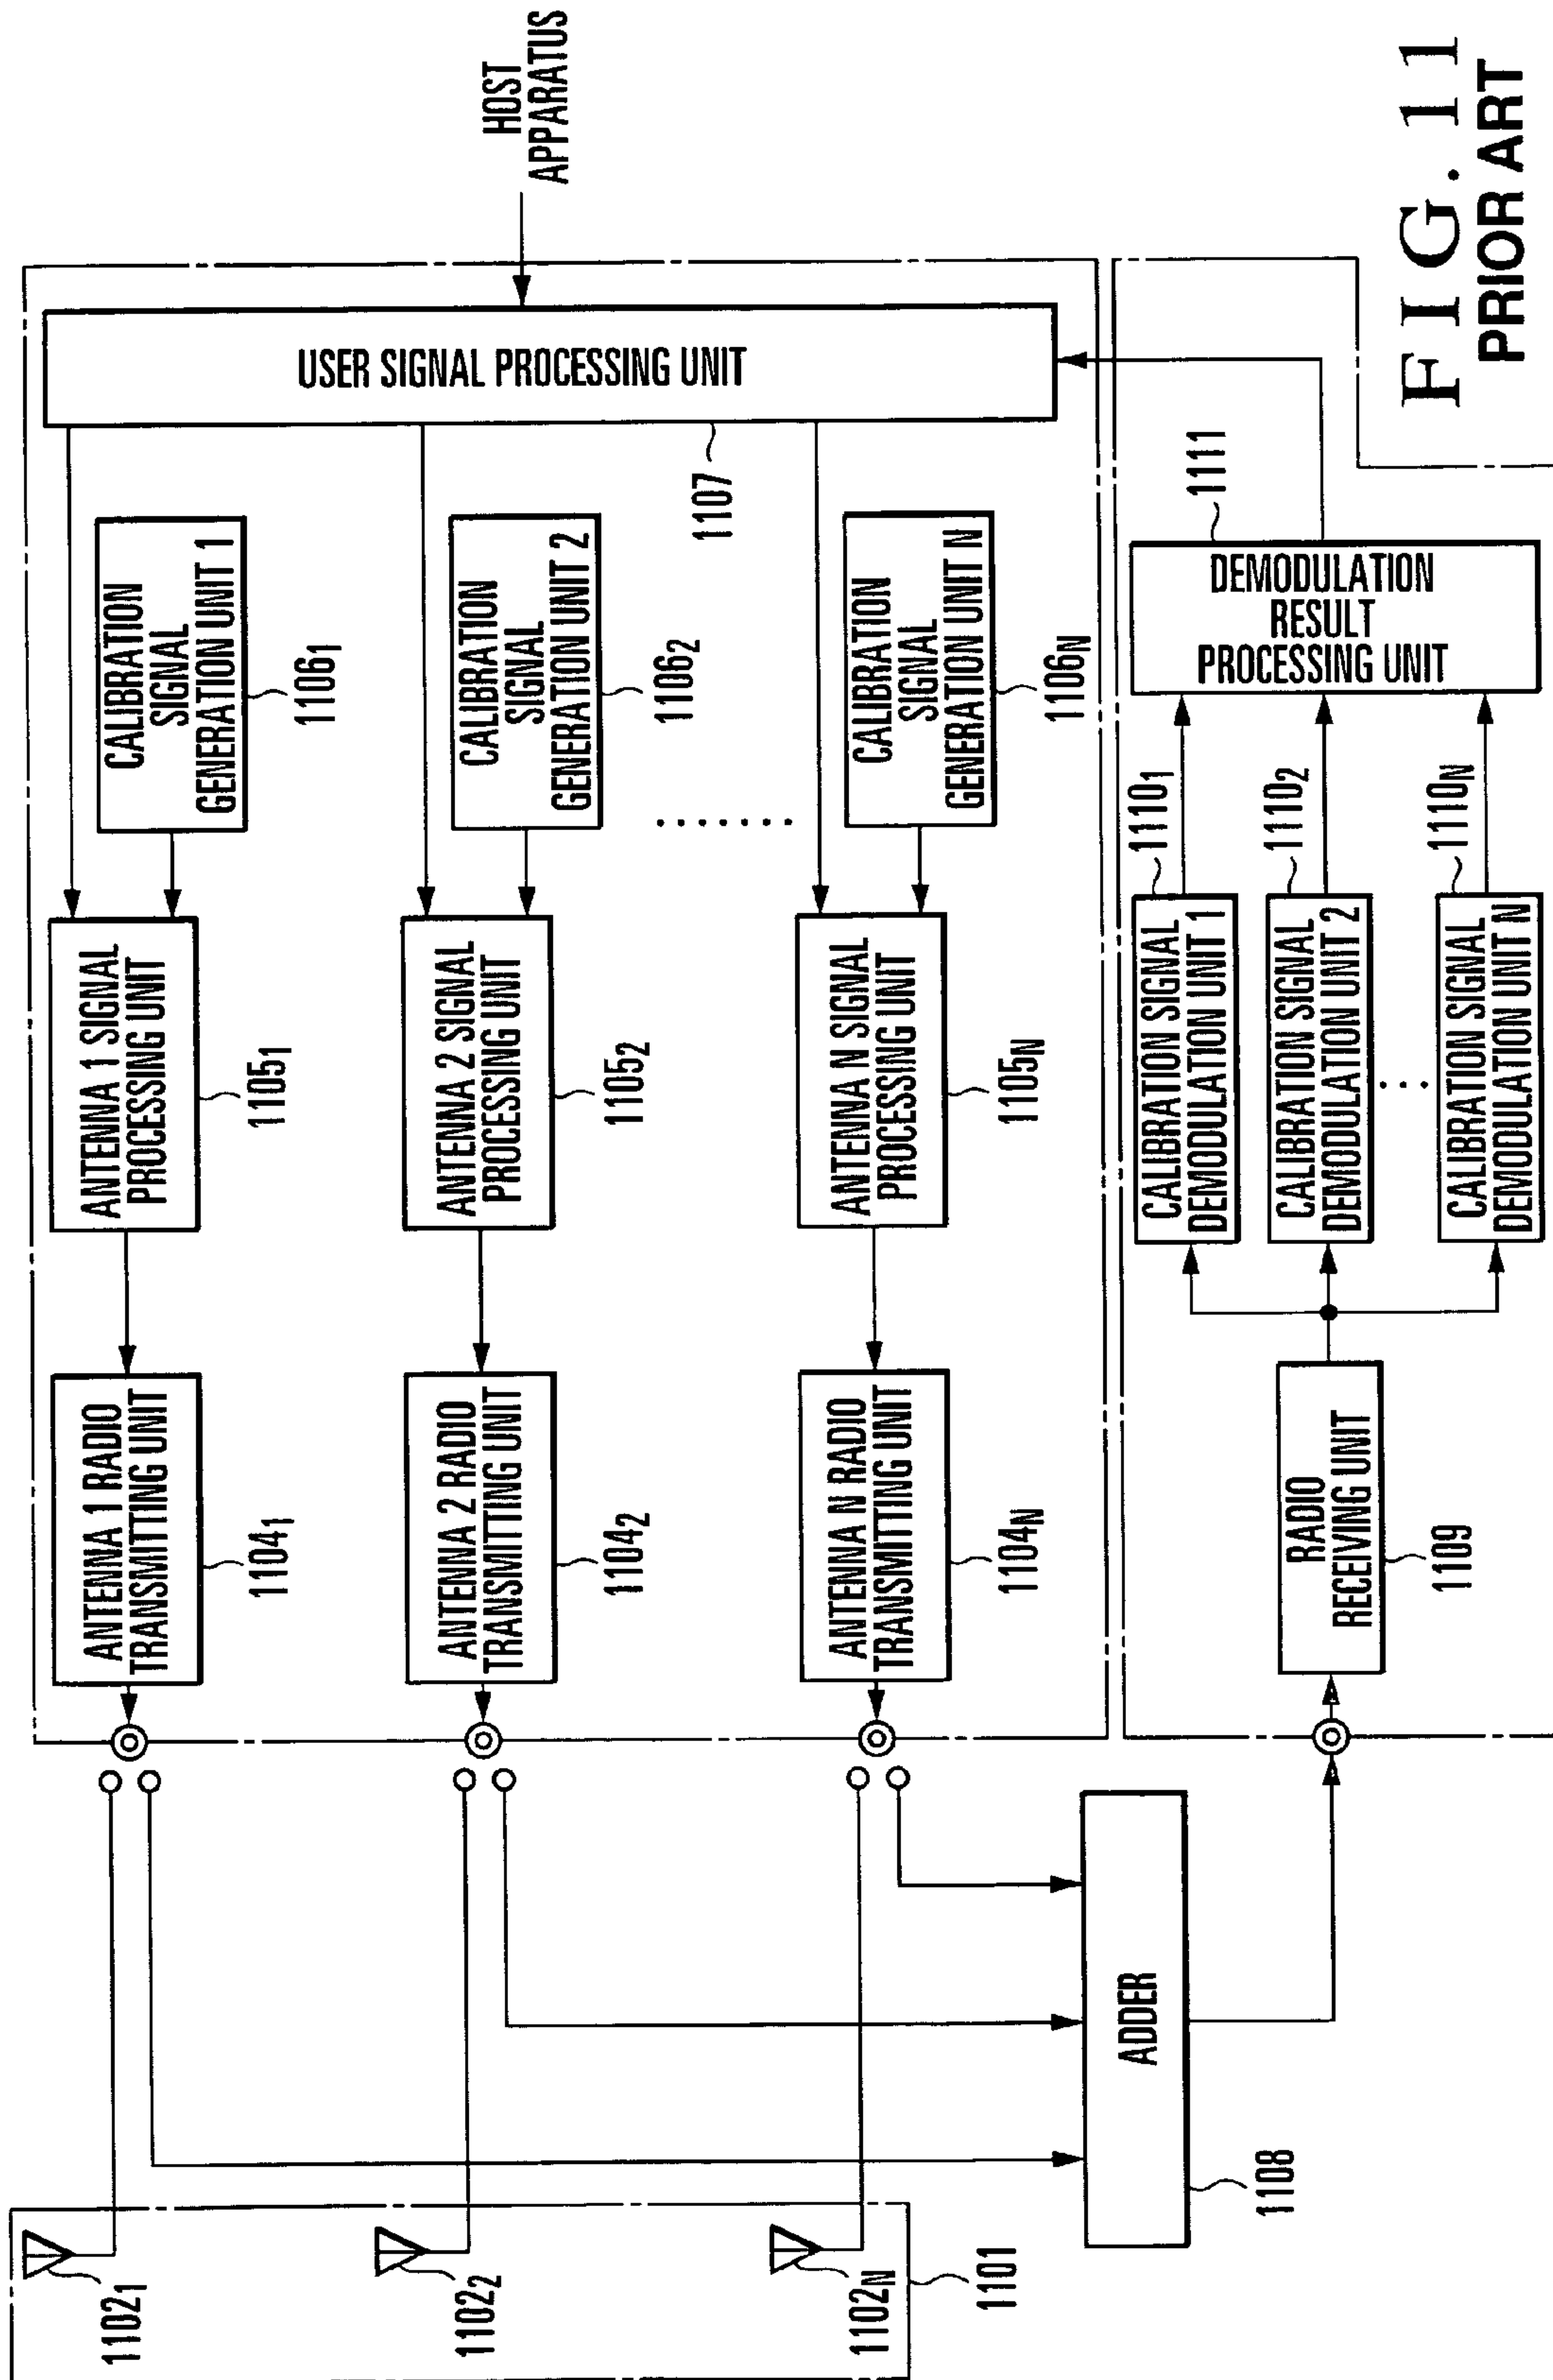 HOST
APPARATUS
USER SIGNAL PROCESSING UNIT
1107
CALIBRATION
SIGNAL
GENERATION UNIT 1
1106₁
CALIBRATION
SIGNAL
GENERATION UNIT 2
1106₂
.......
CALIBRATION
SIGNAL
GENERATION UNIT N
1106N
ANTENNA 1 SIGNAL
PROCESSING UNIT
1105₁
ANTENNA 2 SIGNAL
PROCESSING UNIT
1105₂
ANTENNA N SIGNAL
PROCESSING UNIT
1105N
ANTENNA 1 RADIO
TRANSMITTING UNIT
1104₁
ANTENNA 2 RADIO
TRANSMITTING UNIT
1104₂
ANTENNA N RADIO
TRANSMITTING UNIT
1104N
1102₁
1102₂
1102N
1101
ADDER
1108
RADIO
RECEIVING UNIT
1109
CALIBRATION SIGNAL
DEMODULATION UNIT 1
1110₁
CALIBRATION SIGNAL
DEMODULATION UNIT 2
1110₂
...
CALIBRATION SIGNAL
DEMODULATION UNIT N
1110N
DEMODULATION
RESULT
PROCESSING UNIT
1111
FIG. 11
PRIOR ART